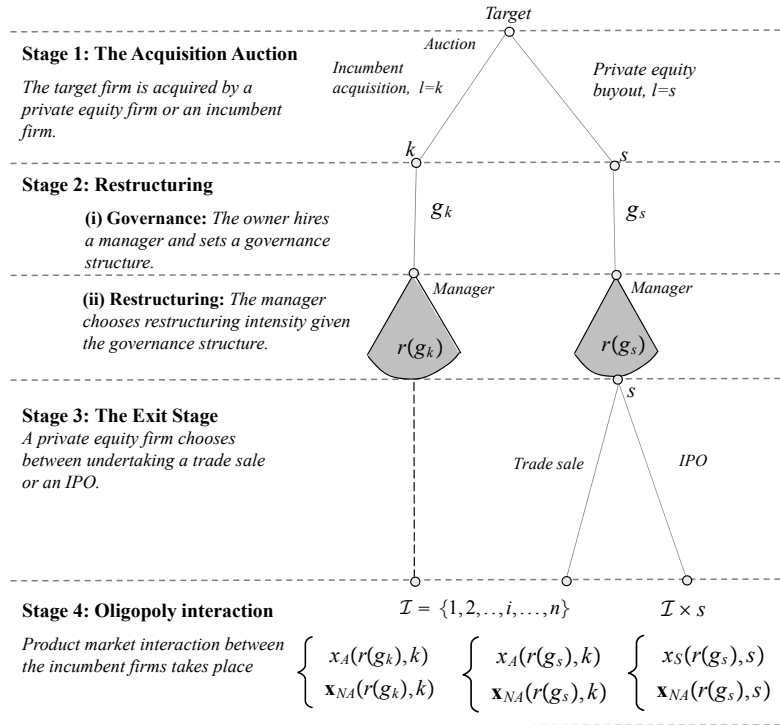 Target
Stage 1: The Acquisition Auction
The target firm is acquired by a
private equity firm or an incumbent
firm.
Auction
Incumbent
acquisition, l=k
Private equity
buyout, l=s
k
s
Stage 2: Restructuring
(i) Governance: The owner hires
a manager and sets a governance
structure.
g_k
g_s
(ii) Restructuring: The manager
chooses restructuring intensity given
the governance structure.
Manager
Manager
r(g_k)
r(g_s)
s
Stage 3: The Exit Stage
A private equity firm chooses
between undertaking a trade sale
or an IPO.
Trade sale
IPO
Stage 4: Oligopoly interaction
Product market interaction between
the incumbent firms takes place
I = {1,2,..,i,...,n}
I × s
x_A(r(g_k),k)
x_NA(r(g_k),k)
x_A(r(g_s),k)
x_NA(r(g_s),k)
x_S(r(g_s),s)
x_NA(r(g_s),s)